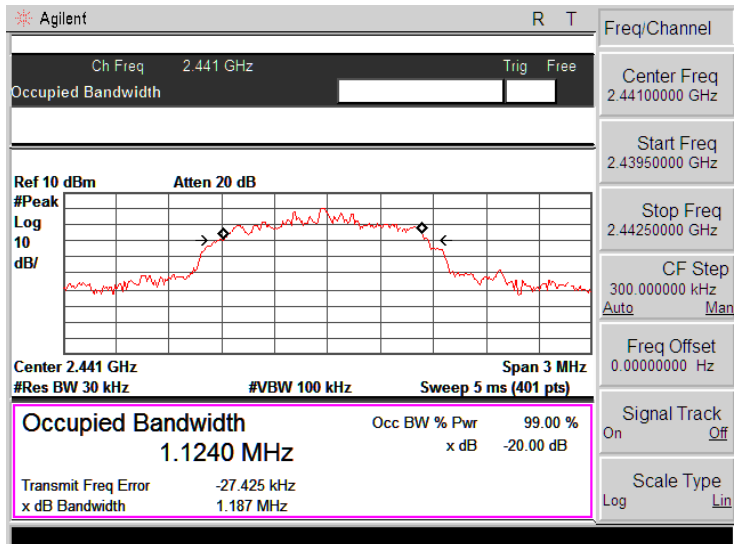 Agilent
R T
Ch Freq 2.441 GHz Trig Free
Occupied Bandwidth
Ref 10 dBm Atten 20 dB
#Peak
Log
10
dB/
Center 2.441 GHz Span 3 MHz
#Res BW 30 kHz #VBW 100 kHz Sweep 5 ms (401 pts)
Occupied Bandwidth Occ BW % Pwr 99.00 %
1.1240 MHz x dB -20.00 dB
Transmit Freq Error -27.425 kHz
x dB Bandwidth 1.187 MHz
Freq/Channel
Center Freq
2.44100000 GHz
Start Freq
2.43950000 GHz
Stop Freq
2.44250000 GHz
CF Step
300.000000 kHz
Auto Man
Freq Offset
0.00000000 Hz
Signal Track
On Off
Scale Type
Log Lin